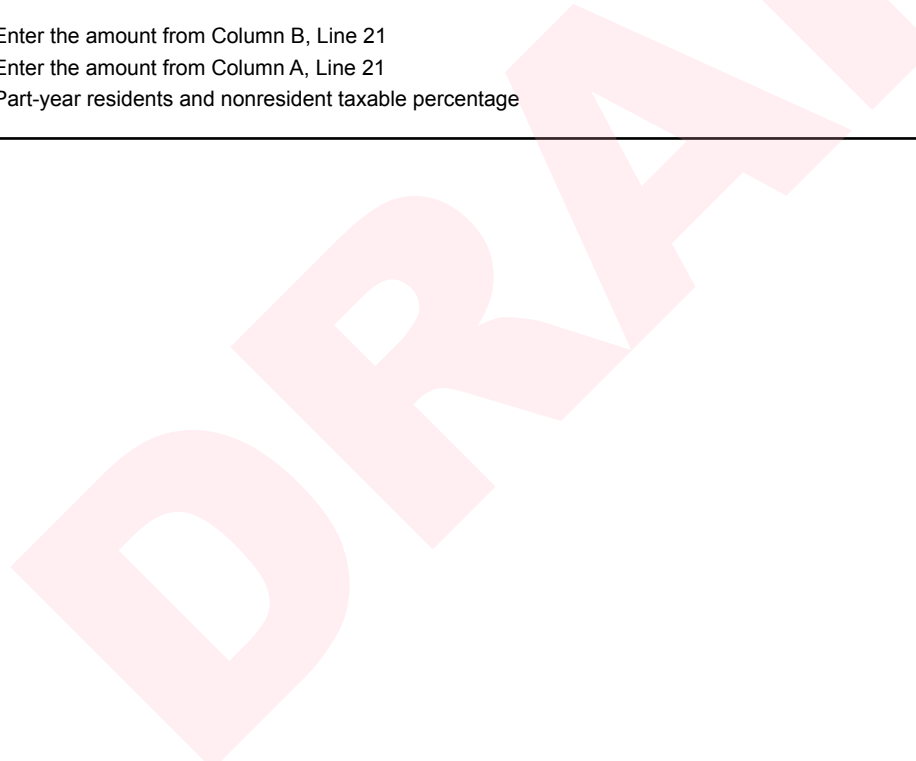 Enter the amount from Column B, Line 21
Enter the amount from Column A, Line 21
Part-year residents and nonresident taxable percentage
DRA